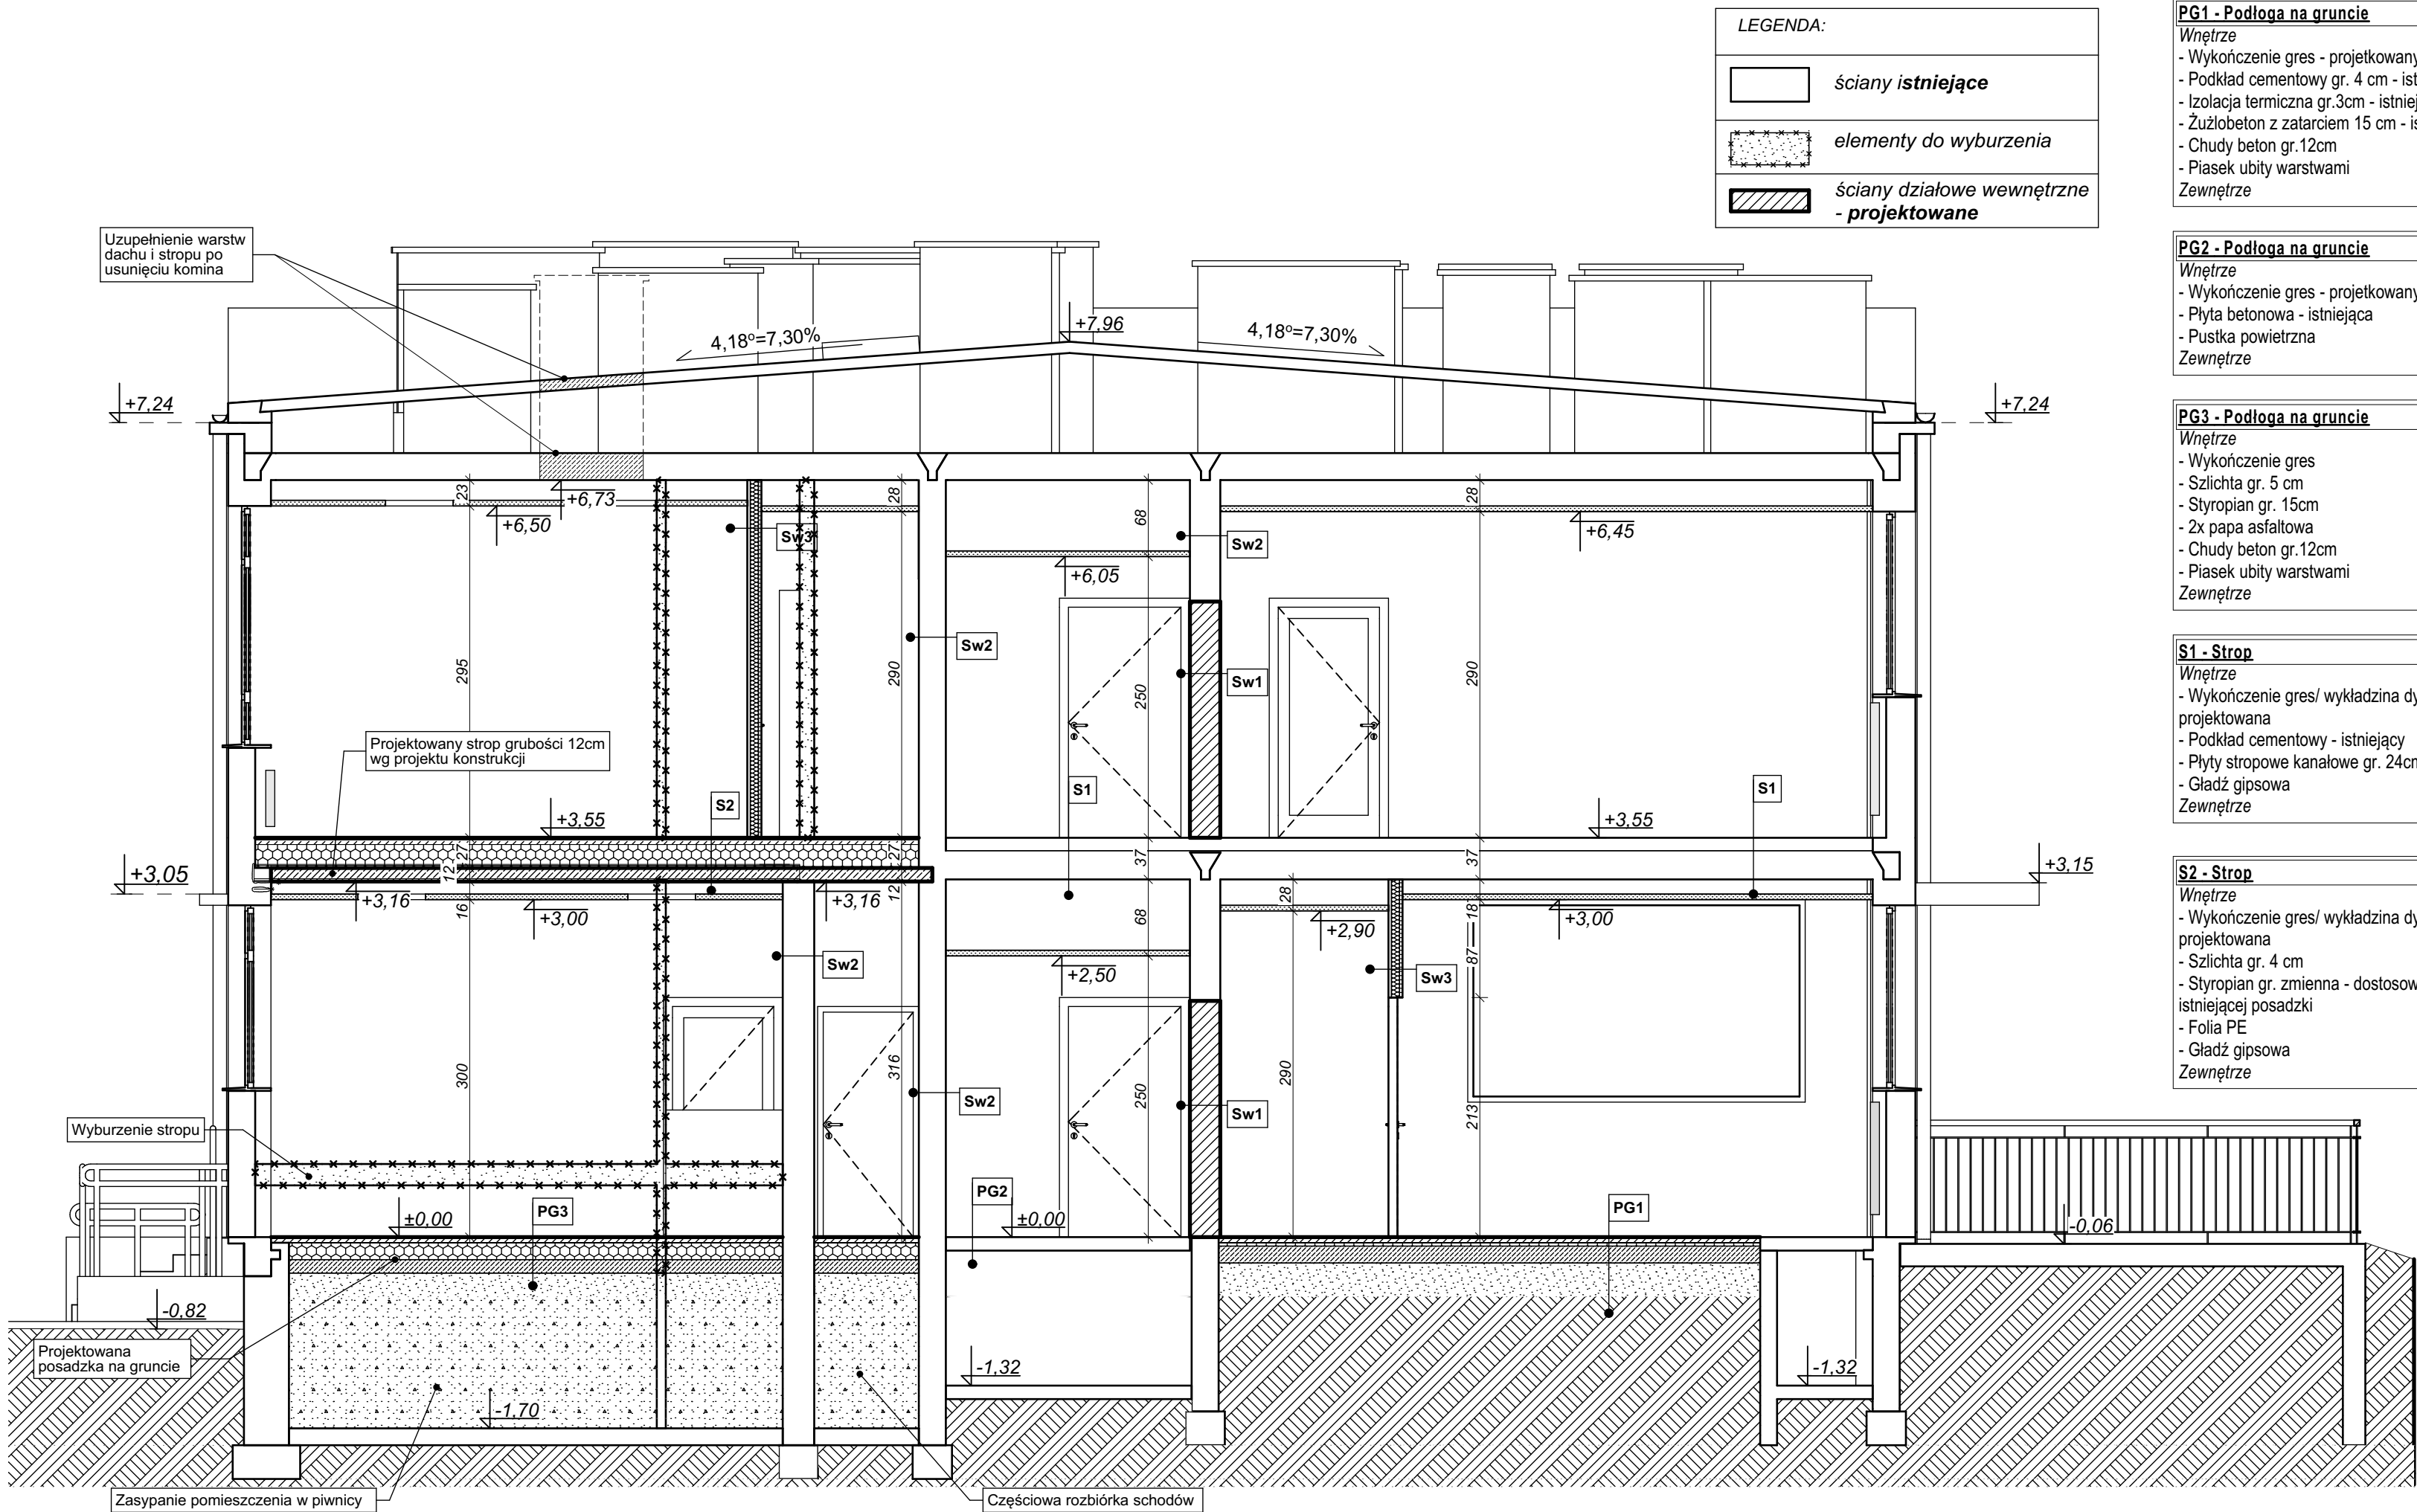 LEGENDA:
ściany istniejące
elementy do wyburzenia
ściany działowe wewnętrzne
- projektowane
PG1 - Podłoga na gruncie
Wnętrze
- Wykończenie gres - projetkowany
- Podkład cementowy gr. 4 cm - ist
- Izolacja termiczna gr.3cm - istniej
- Żużlobeton z zatarciem 15 cm - is
- Chudy beton gr.12cm
- Piasek ubity warstwami
Zewnętrze
PG2 - Podłoga na gruncie
Wnętrze
- Wykończenie gres - projetkowany
- Płyta betonowa - istniejąca
- Pustka powietrzna
Zewnętrze
PG3 - Podłoga na gruncie
Wnętrze
- Wykończenie gres
- Szlichta gr. 5 cm
- Styropian gr. 15cm
- 2x papa asfaltowa
- Chudy beton gr.12cm
- Piasek ubity warstwami
Zewnętrze
S1 - Strop
Wnętrze
- Wykończenie gres/ wykładzina dy
projektowana
- Podkład cementowy - istniejący
- Płyty stropowe kanałowe gr. 24cm
- Gładź gipsowa
Zewnętrze
S2 - Strop
Wnętrze
- Wykończenie gres/ wykładzina dy
projektowana
- Szlichta gr. 4 cm
- Styropian gr. zmienna - dostosow
istniejącej posadzki
- Folia PE
- Gładź gipsowa
Zewnętrze
Uzupełnienie warstw
dachu i stropu po
usunięciu komina
4,18°=7,30%
+7,96
4,18°=7,30%
+7,24
+7,24
23
+6,73
+6,50
28
68
28
+6,45
Sw3
Sw2
+6,05
295
Sw2
290
250
Sw1
290
Projektowany strop grubości 12cm
wg projektu konstrukcji
S2
S1
S1
+3,55
+3,55
27
27
37
37
12
12
+3,05
+3,15
+3,16
16
+3,00
+3,16
68
28
+2,90
18
+3,00
Sw2
+2,50
Sw3
87
300
316
Sw2
250
Sw1
290
213
Wyburzenie stropu
PG3
PG2
PG1
±0,00
±0,00
-0,06
-0,82
Projektowana
posadzka na gruncie
-1,32
-1,32
-1,70
Zasypanie pomieszczenia w piwnicy
Częściowa rozbiórka schodów